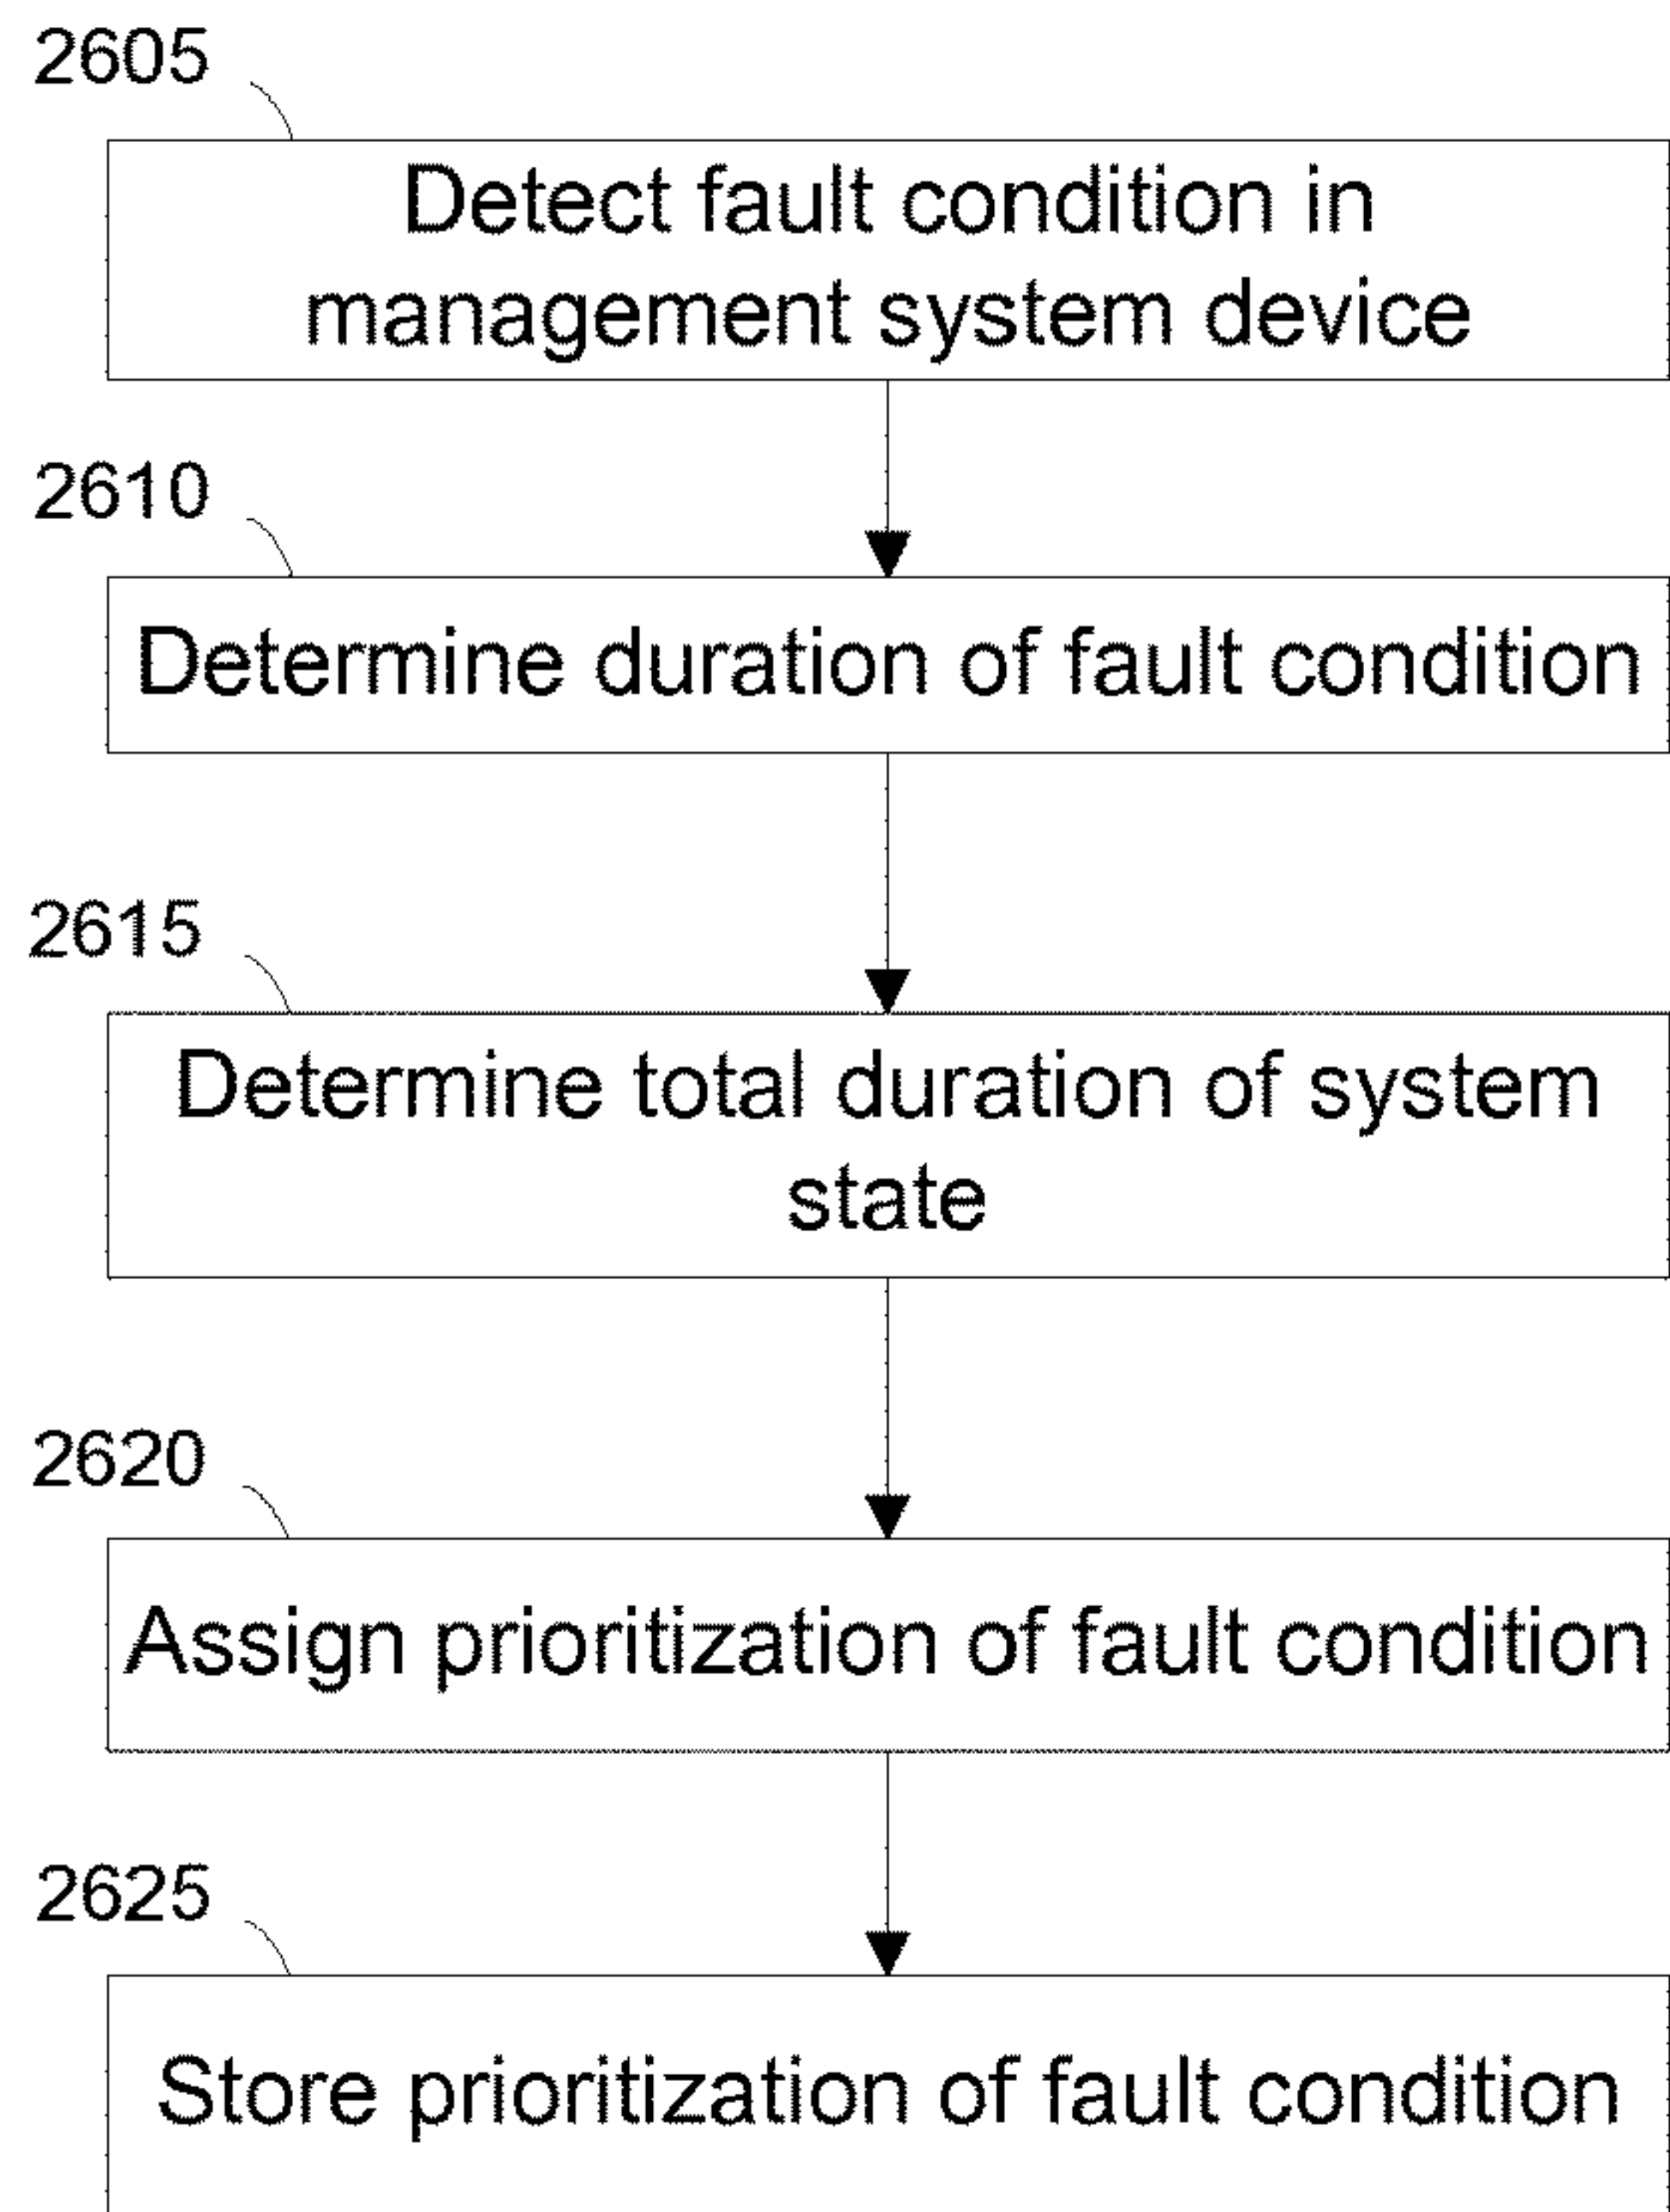 2605
Detect fault condition in
management system device
2610
Determine duration of fault condition
2615
Determine total duration of system
state
2620
Assign prioritization of fault condition
2625
Store prioritization of fault condition